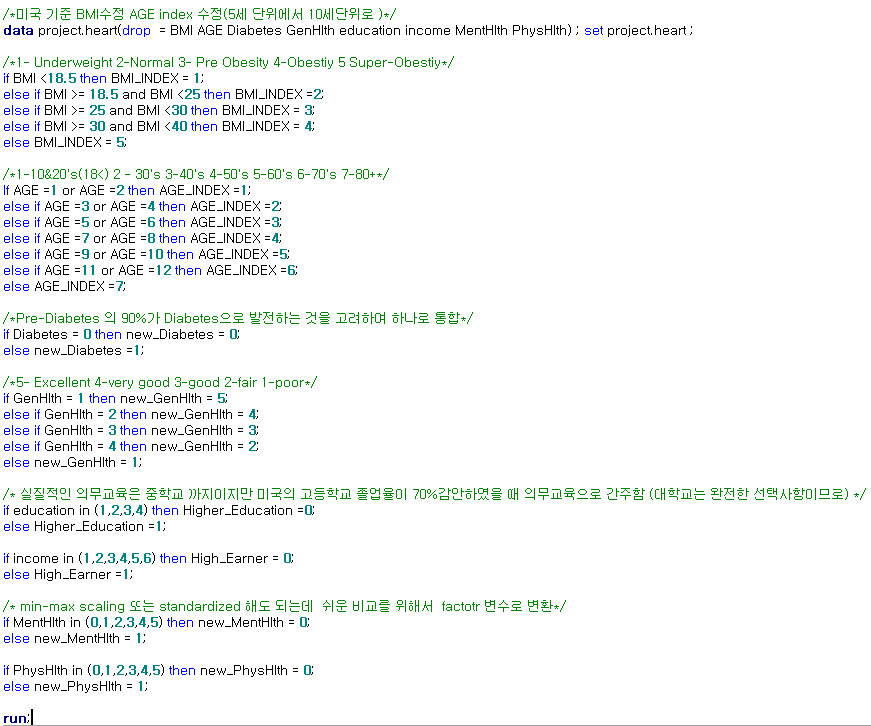 /*미국 기준 BMI수정 AGE index 수정(5세 단위에서 10세단위로 )*/
data project.heart(drop  = BMI AGE Diabetes GenHlth education income MentHlth PhysHlth) ; set project.heart ;
/*1- Underweight 2-Normal 3- Pre Obesity 4-Obestiy 5 Super-Obestiy*/
if BMI <18.5 then BMI_INDEX = 1;
else if BMI >= 18.5 and BMI <25 then BMI_INDEX =2;
else if BMI >= 25 and BMI <30 then BMI_INDEX = 3;
else if BMI >= 30 and BMI <40 then BMI_INDEX = 4;
else BMI_INDEX = 5;
/*1-10&20's(18<) 2 - 30's 3-40's 4-50's 5-60's 6-70's 7-80+*/
If AGE =1 or AGE =2 then AGE_INDEX =1;
else if AGE =3 or AGE =4 then AGE_INDEX =2;
else if AGE =5 or AGE =6 then AGE_INDEX =3;
else if AGE =7 or AGE =8 then AGE_INDEX =4;
else if AGE =9 or AGE =10 then AGE_INDEX =5;
else if AGE =11 or AGE =12 then AGE_INDEX =6;
else AGE_INDEX =7;
/*Pre-Diabetes 의 90%가 Diabetes으로 발전하는 것을 고려하여 하나로 통합*/
if Diabetes = 0 then new_Diabetes = 0;
else new_Diabetes =1;
/*5- Excellent 4-very good 3-good 2-fair 1-poor*/
if GenHlth = 1 then new_GenHlth = 5;
else if GenHlth = 2 then new_GenHlth = 4;
else if GenHlth = 3 then new_GenHlth = 3;
else if GenHlth = 4 then new_GenHlth = 2;
else new_GenHlth = 1;
/* 실질적인 의무교육은 중학교 까지이지만 미국의 고등학교 졸업율이 70%감안하였을 때 의무교육으로 간주함 (대학교는 완전한 선택사항이므로) */
if education in (1,2,3,4) then Higher_Education =0;
else Higher_Education =1;
if income in (1,2,3,4,5,6) then High_Earner = 0;
else High_Earner =1;
/* min-max scaling 또는 standardized 해도 되는데  쉬운 비교를 위해서  factotr 변수로 변환*/
if MentHlth in (0,1,2,3,4,5) then new_MentHlth = 0;
else new_MentHlth = 1;
if PhysHlth in (0,1,2,3,4,5) then new_PhysHlth = 0;
else new_PhysHlth = 1;
run;